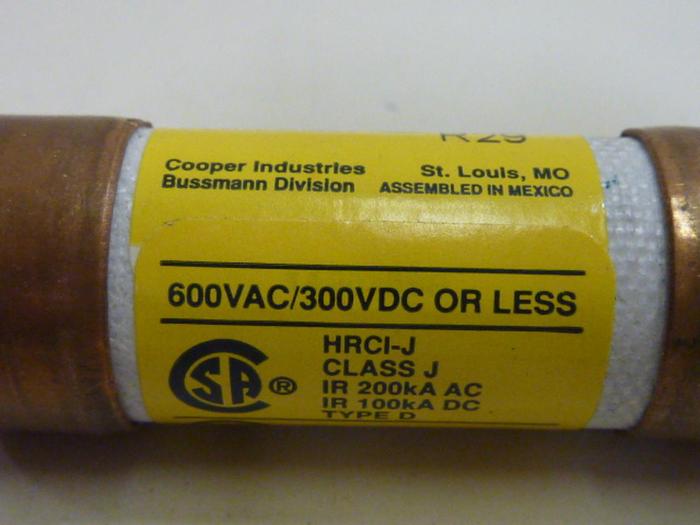 R29
Cooper Industries St. Louis, MO
Bussmann Division ASSEMBLED IN MEXICO
600VAC/300VDC OR LESS
SA ®
HRCI-J
CLASS J
IR 200kA AC
IR 100kA DC
TYPE D